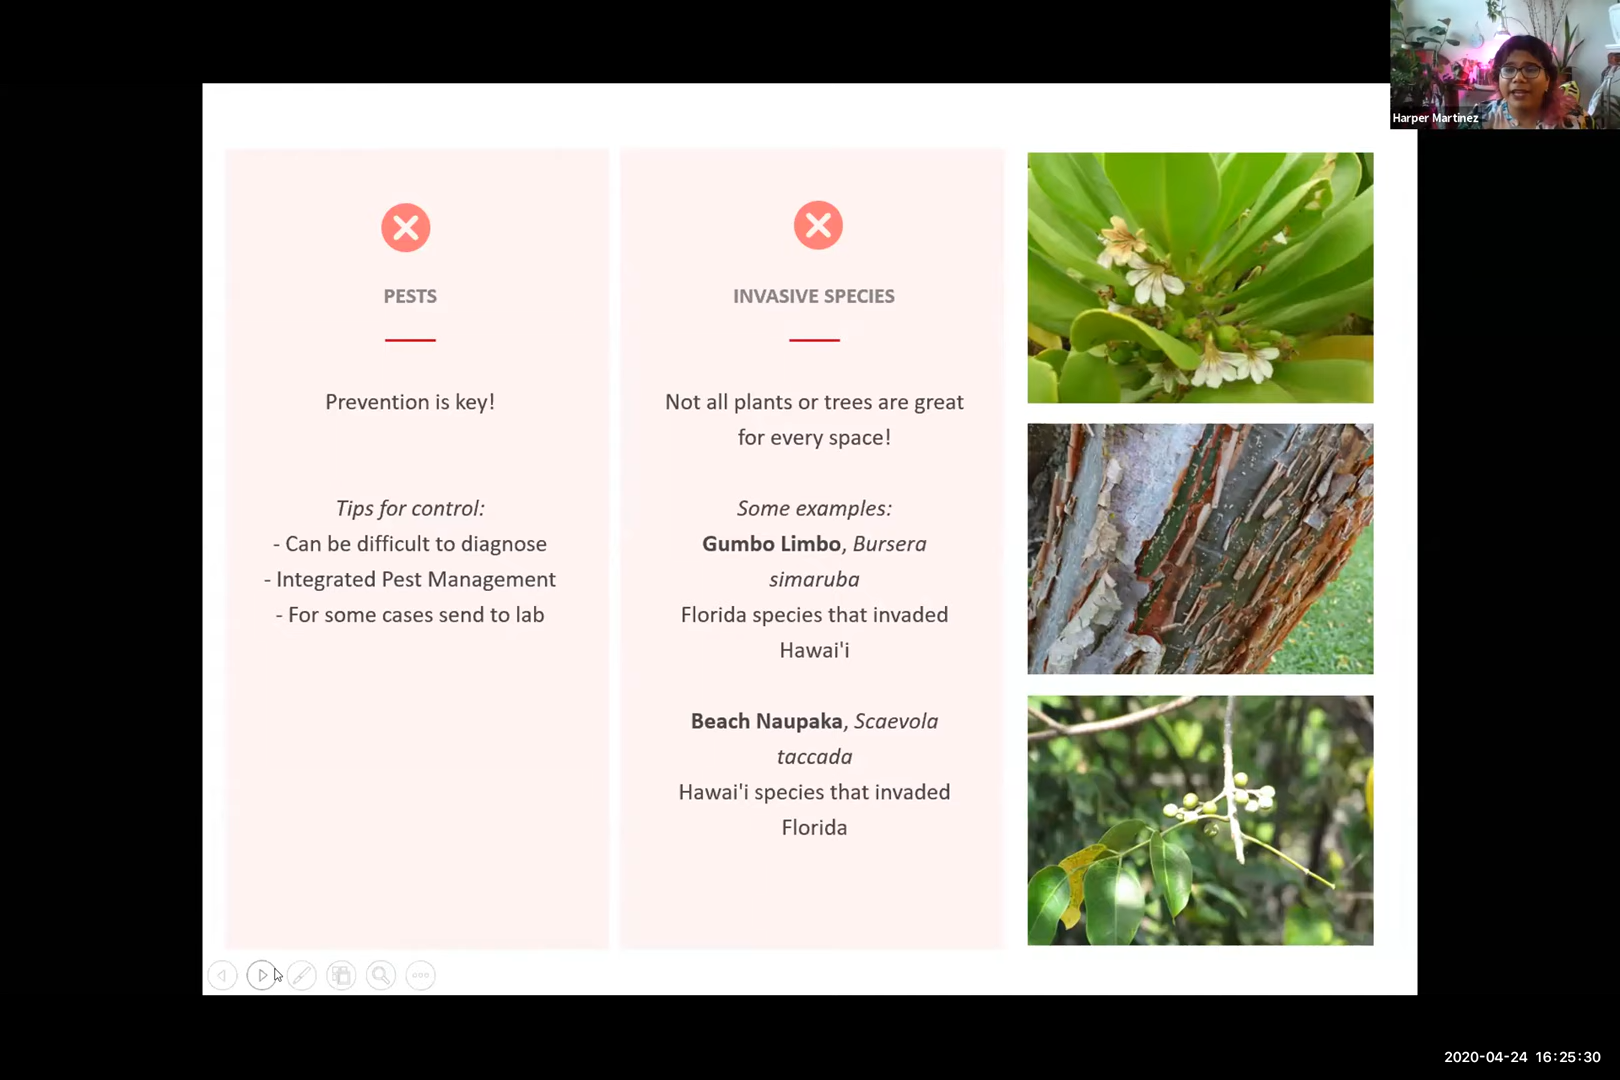 Harper Martinez
PESTS
Prevention is key!
Tips for control:
- Can be difficult to diagnose
- Integrated Pest Management
- For some cases send to lab
INVASIVE SPECIES
Not all plants or trees are great
for every space!
Some examples:
Gumbo Limbo, Bursera
simaruba
Florida species that invaded
Hawai'i
Beach Naupaka, Scaevola
taccada
Hawai'i species that invaded
Florida
2020-04-24 16:25:30